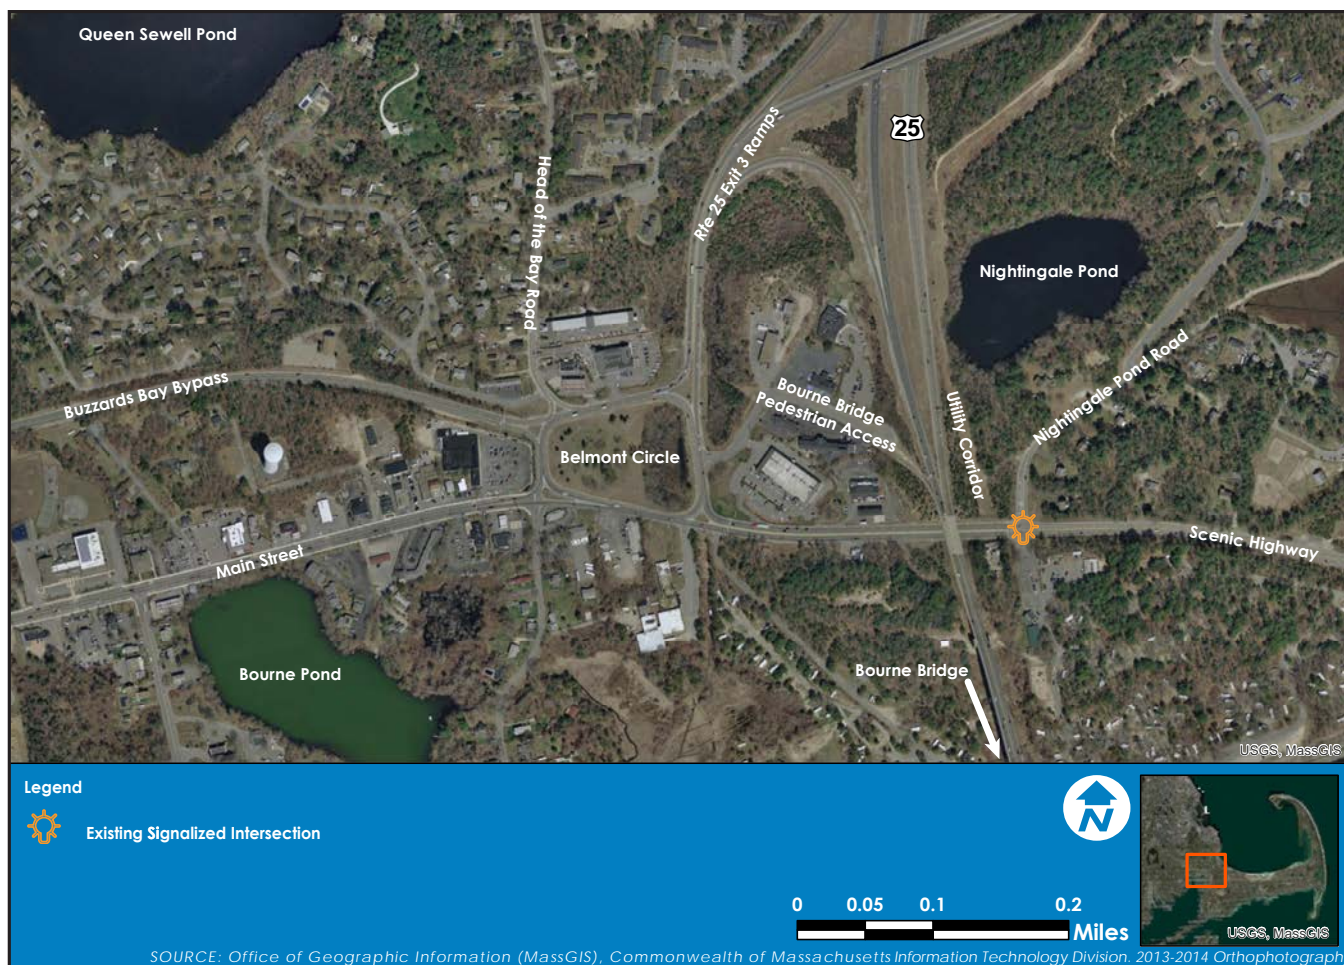 Queen Sewell Pond
25
Rte 25 Exit 3 Ramps
Head of the Bay Road
Nightingale Pond
Nightingale Pond Road
Buzzards Bay Bypass
Bourne Bridge
Pedestrian Access
Utility Corridor
Belmont Circle
Scenic Highway
Main Street
Bourne Pond
Bourne Bridge
USGS, MassGIS
Legend
Existing Signalized Intersection
N
0 0.05 0.1 0.2
Miles
USGS, MassGIS
SOURCE: Office of Geographic Information (MassGIS), Commonwealth of Massachusetts Information Technology Division. 2013-2014 Orthophotograph